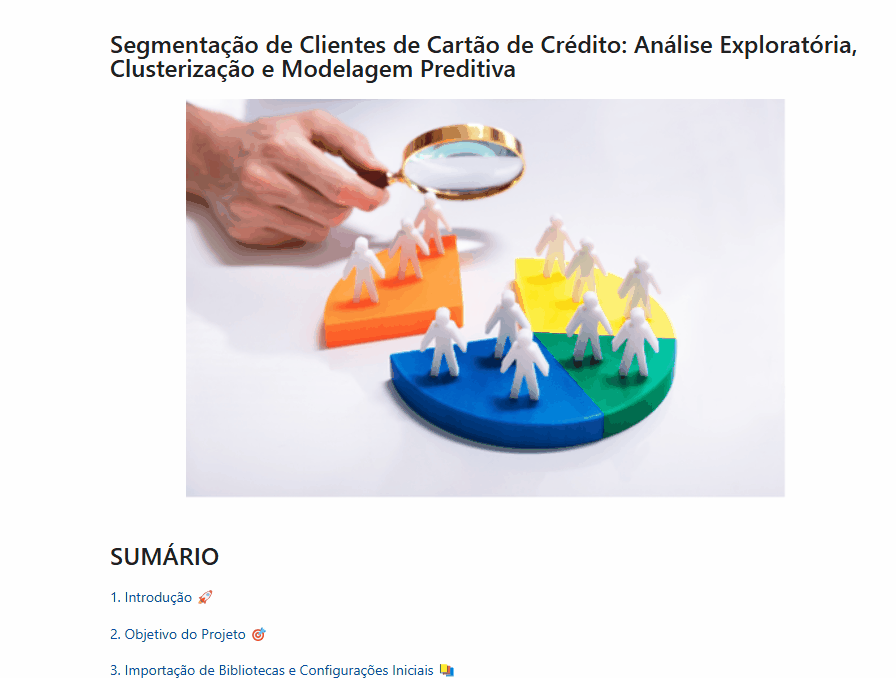 Segmentação de Clientes de Cartão de Crédito: Análise Exploratória,
Clusterização e Modelagem Preditiva
SUMÁRIO
1. Introdução 🚀
2. Objetivo do Projeto 🎯
3. Importação de Bibliotecas e Configurações Iniciais 📚